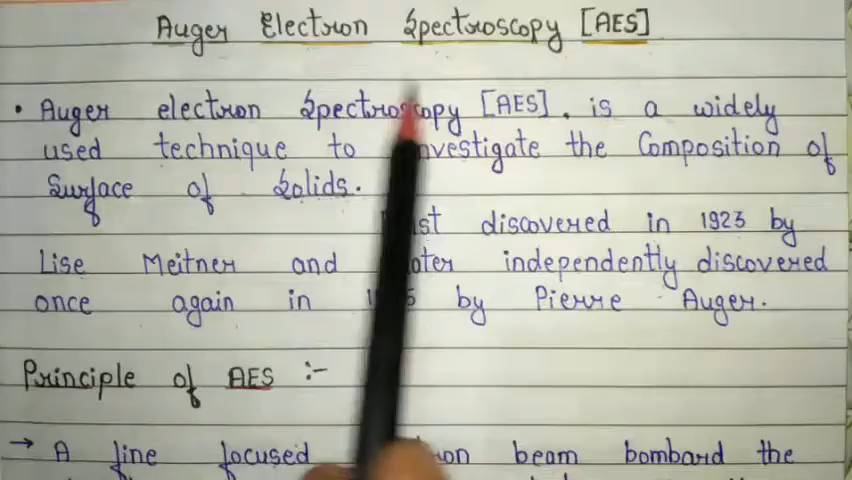 Auger Electron Spectroscopy [AES]
• Auger electron Spectroscopy [AES]. is a widely
used technique to investigate the Composition of
Surface of Solids.
discovered in 1923 by
Lise Meitner and later independently discovered
once again in by Pierre Auger.
Principle of AES :-
→ A fine focused beam bombard the